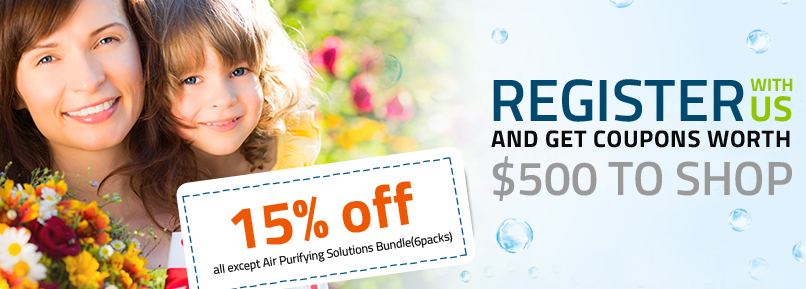 REGISTER WITH US
AND GET COUPONS WORTH
$500 TO SHOP
15% off
all except Air Purifying Solutions Bundle(6packs)